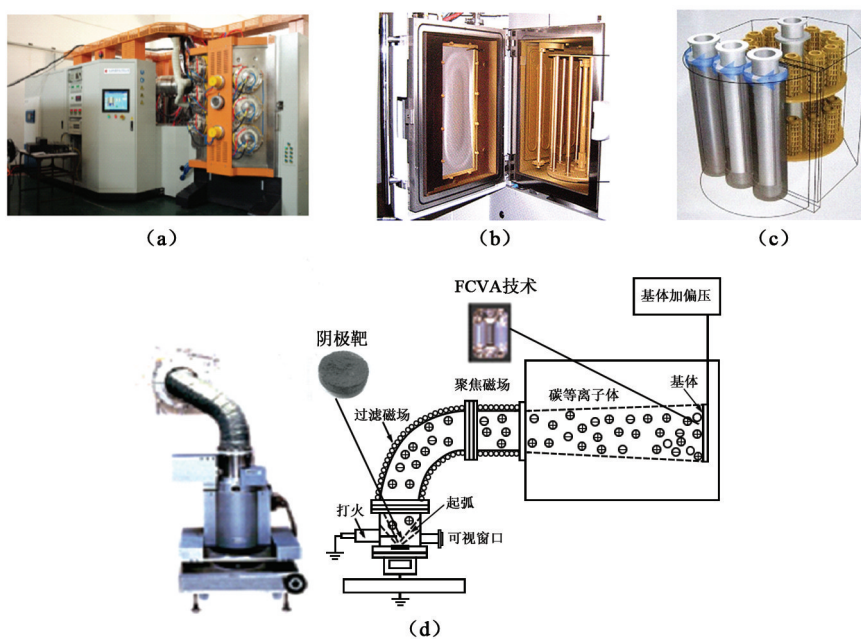 (a)
(b)
(c)
FCVA技术
基体加偏压
阴极靶
聚焦磁场
碳等离子体
基体
过滤磁场
打火
起弧
可视窗口
(d)